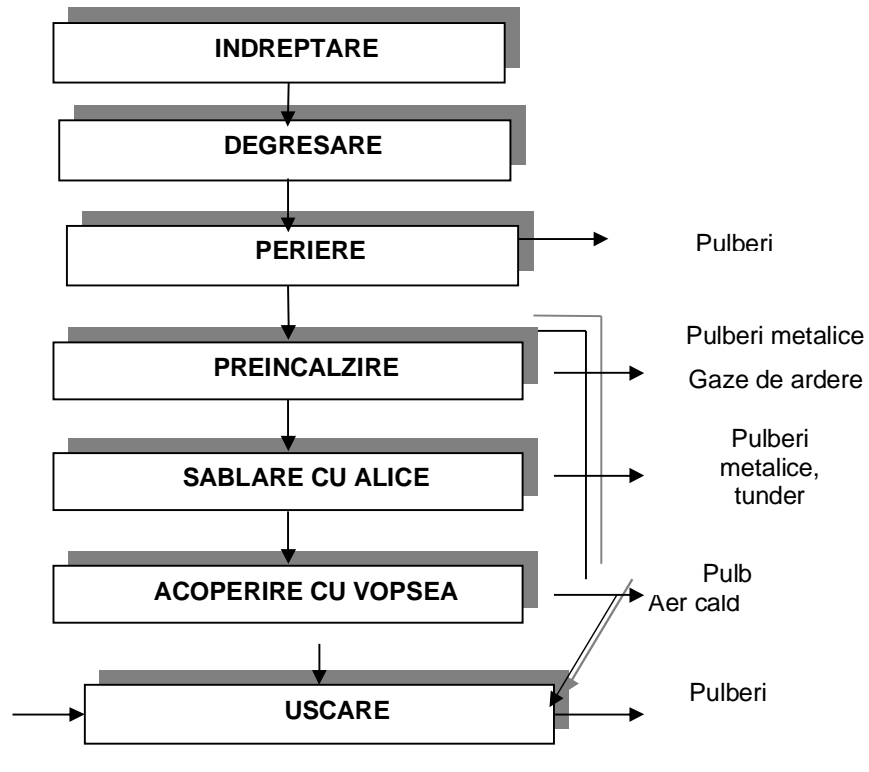 INDREPTARE
DEGRESARE
PERIERE
Pulberi
PREINCALZIRE
Pulberi metalice
Gaze de ardere
SABLARE CU ALICE
Pulberi
metalice,
tunder
ACOPERIRE CU VOPSEA
Pulb
Aer cald
USCARE
Pulberi